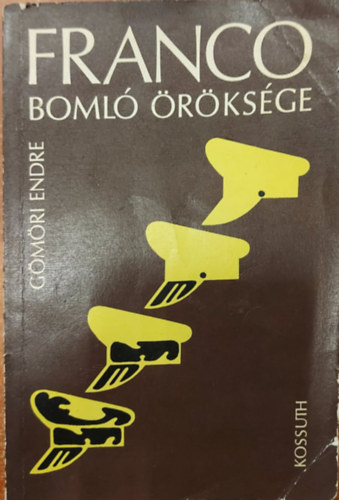 FRANCO
BOMLÓ ÖRÖKSÉGE
GÖMÖRI ENDRE
KOSSUTH